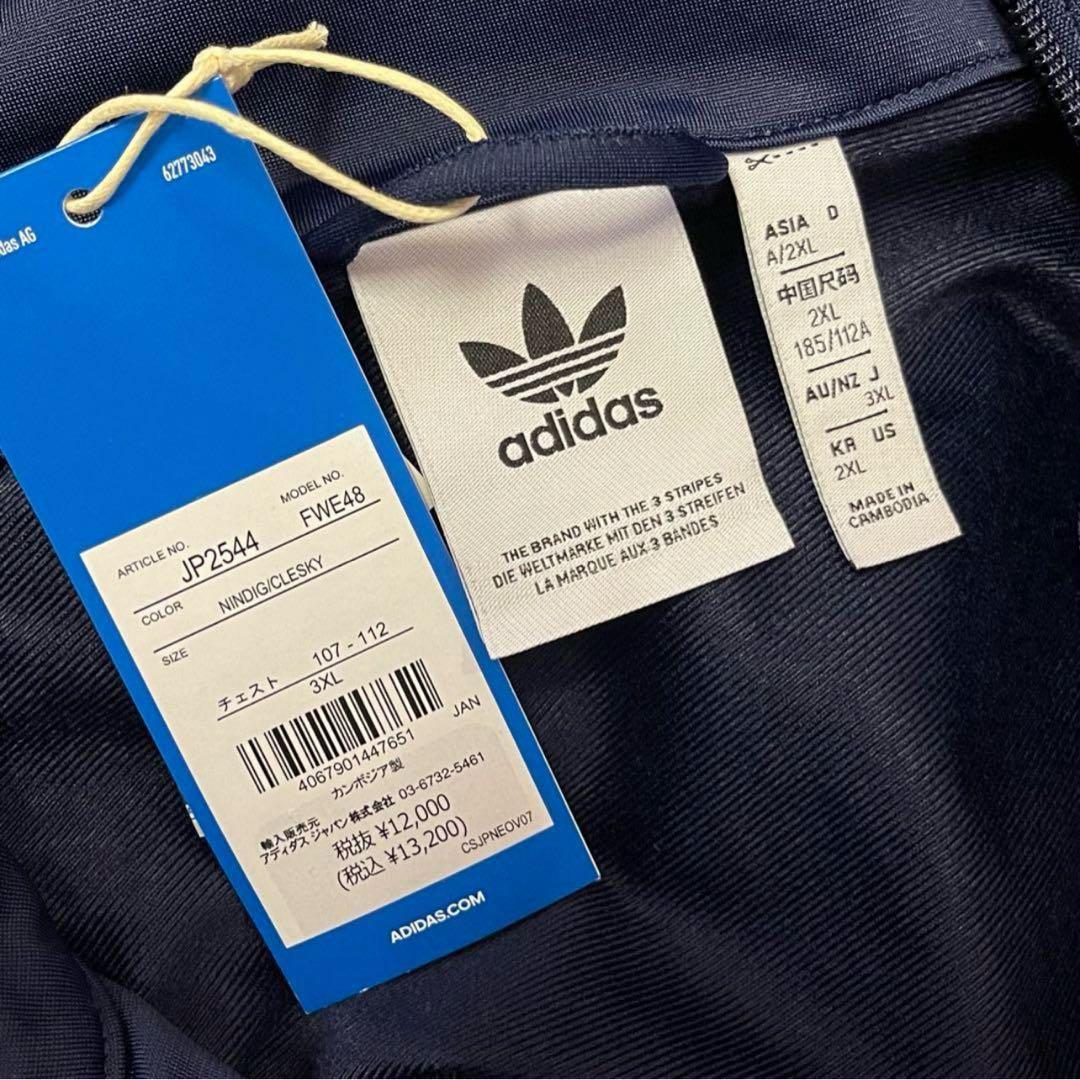 62773043
das AG
ARTICLE NO.
MODEL NO.
JP2544
FWE48
COLOR
NINDIG/CLESKY
SIZE
チェスト 107 - 112
3XL
JAN
4067901447651
カンボジア製
輸入販売元
アディダス ジャパン株式会社 03-6732-5461
税抜 ¥12,000
(税込 ¥13,200)
CSJPNEOV07
ADIDAS.COM
adidas
THE BRAND WITH THE 3 STRIPES
DIE WELTMARKE MIT DEN 3 STREIFEN
LA MARQUE AUX 3 BANDES
ASIA D
A/2XL
中国尺码
2XL
185/112A
AU/NZ J
3XL
KR US
2XL
MADE IN
CAMBODIA